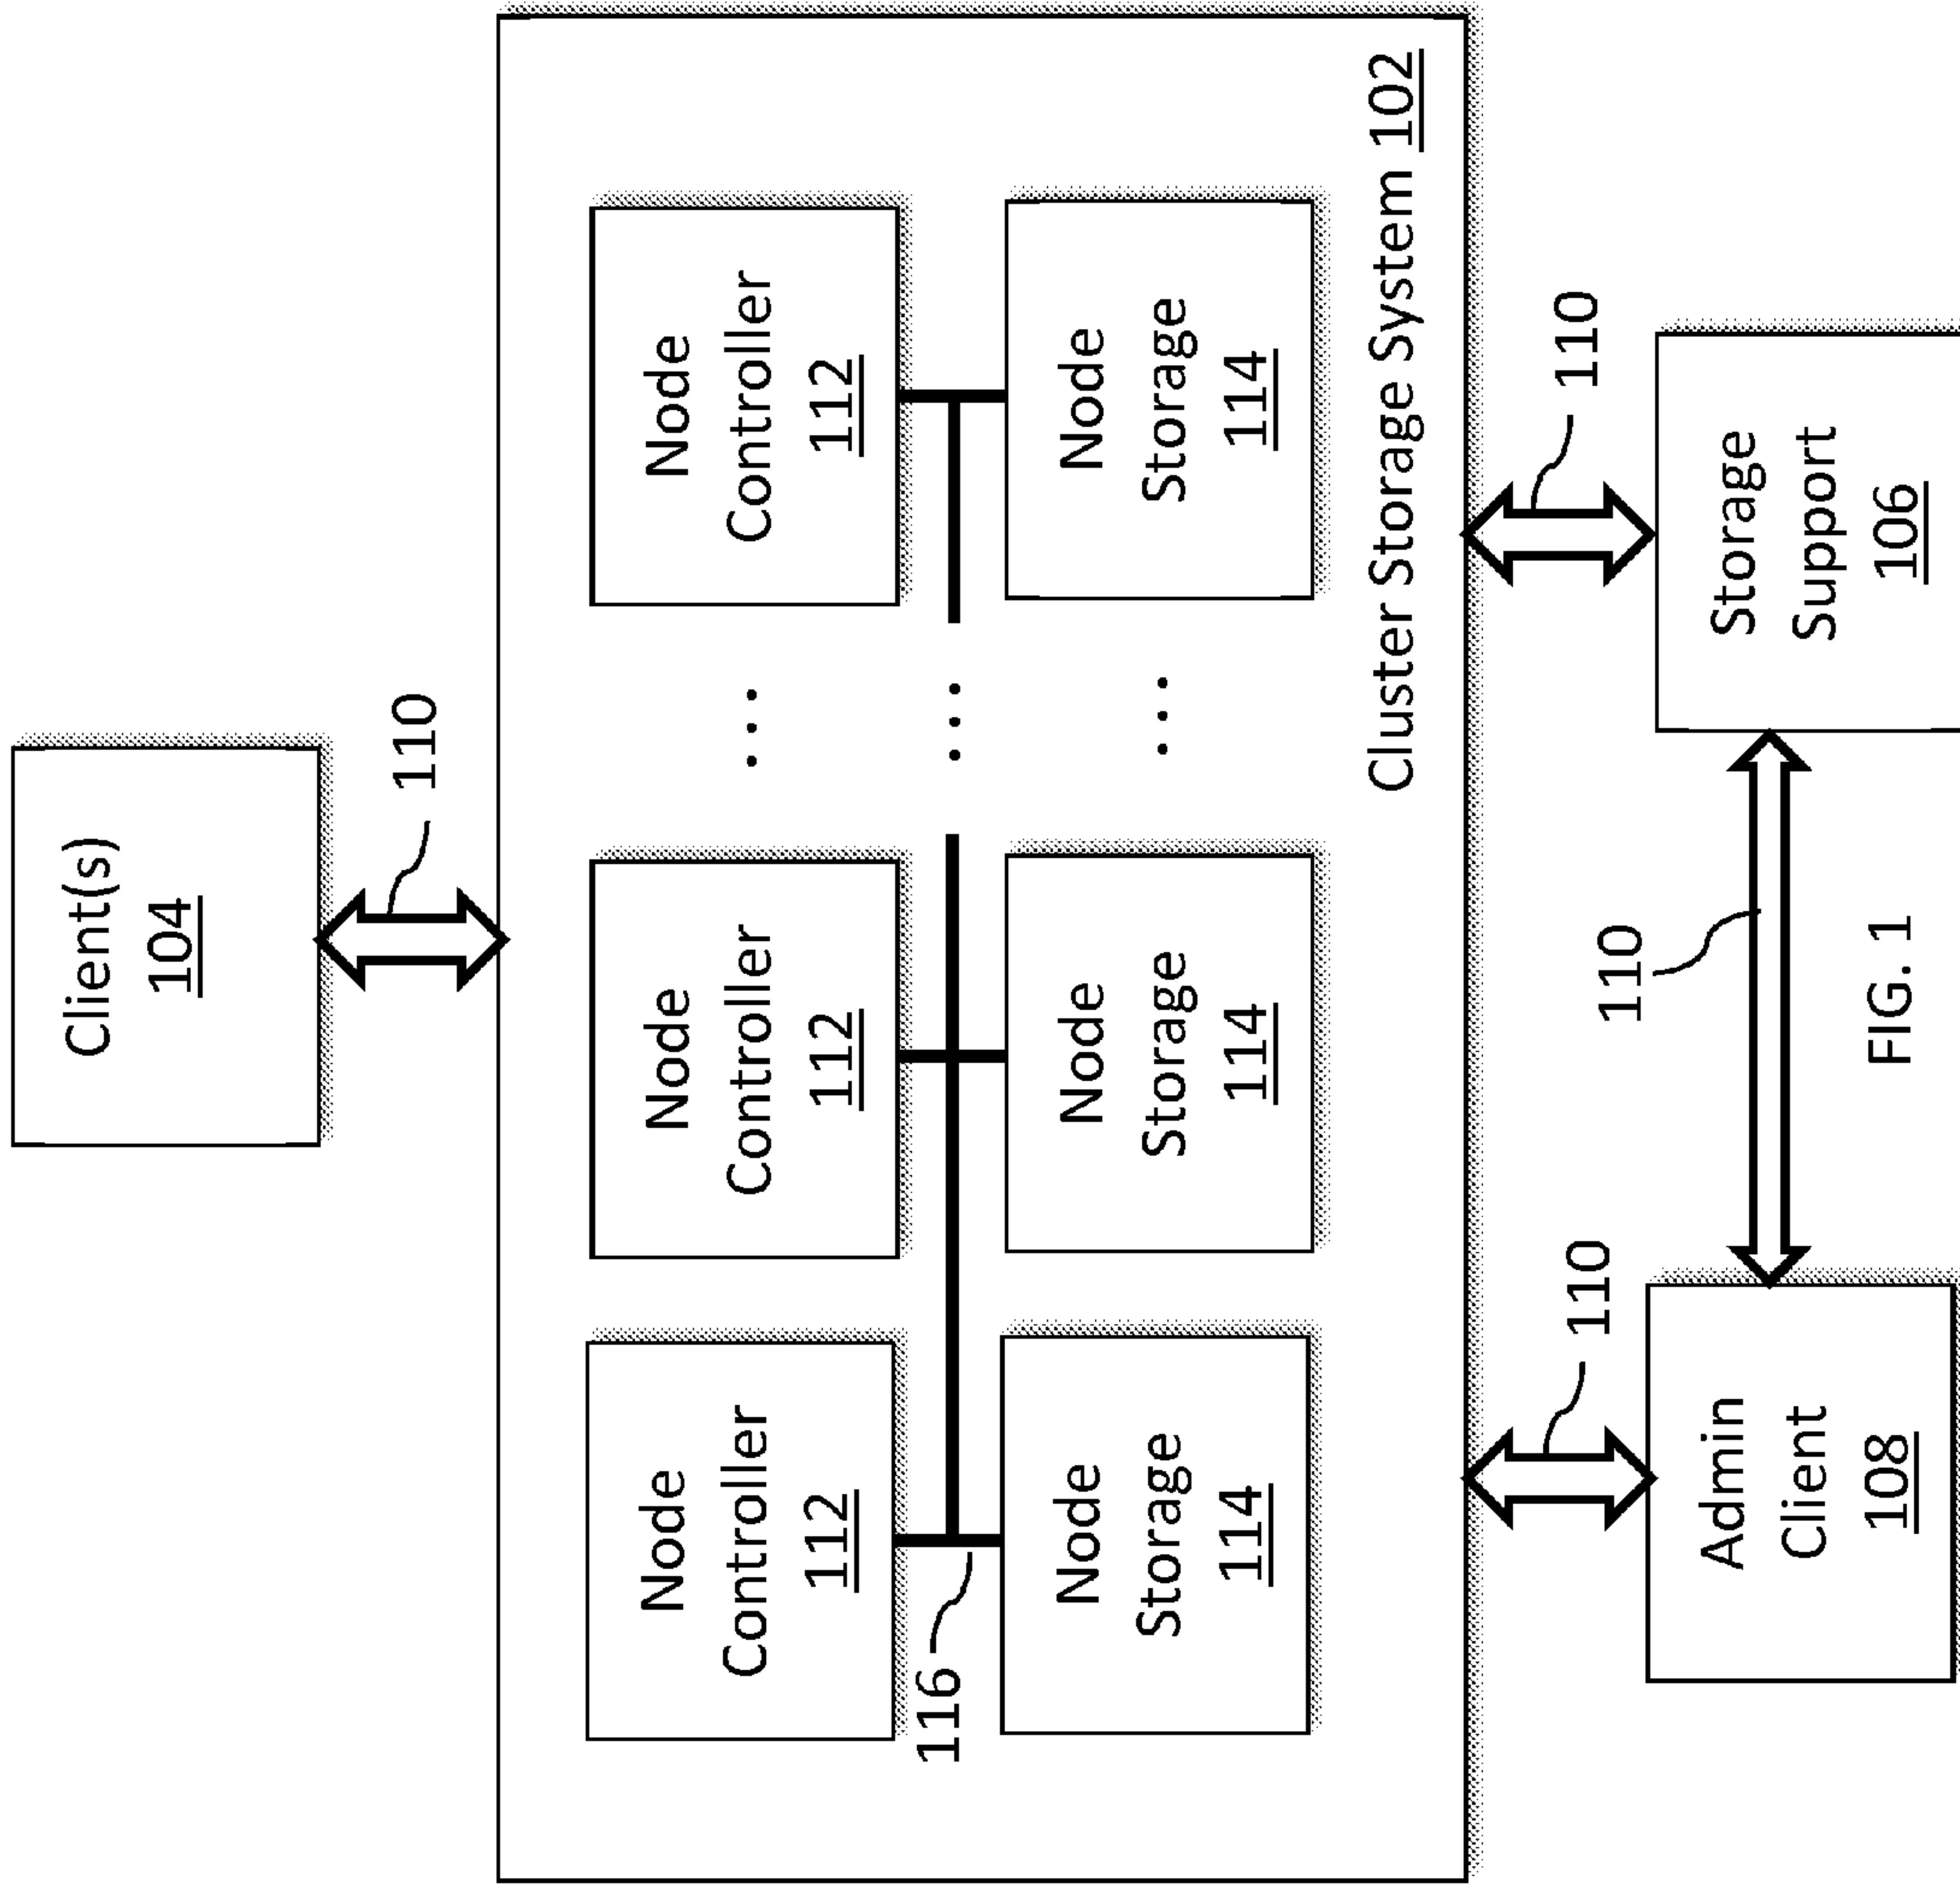 Client(s)
104
110
Node
Controller
112
Node
Controller
112
Node
Controller
112
116
Node
Storage
114
Node
Storage
114
Node
Storage
114
...
...
...
Cluster Storage System 102
110
110
Admin
Client
108
110
Storage
Support
106
FIG. 1